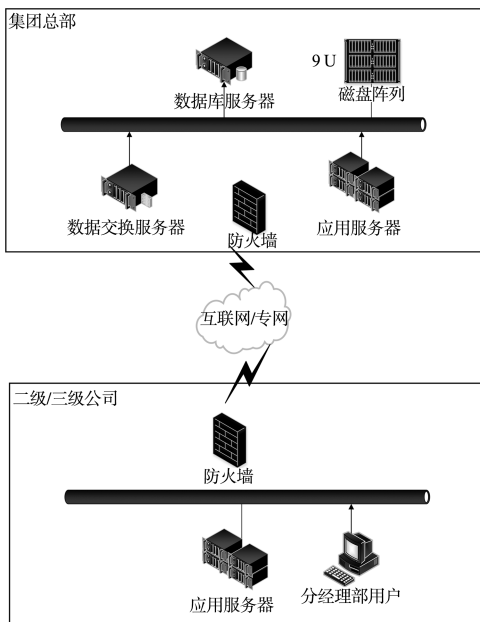 集团总部
9 U
数据库服务器
磁盘阵列
数据交换服务器
防火墙
应用服务器
互联网/专网
二级/三级公司
防火墙
应用服务器
分经理部用户